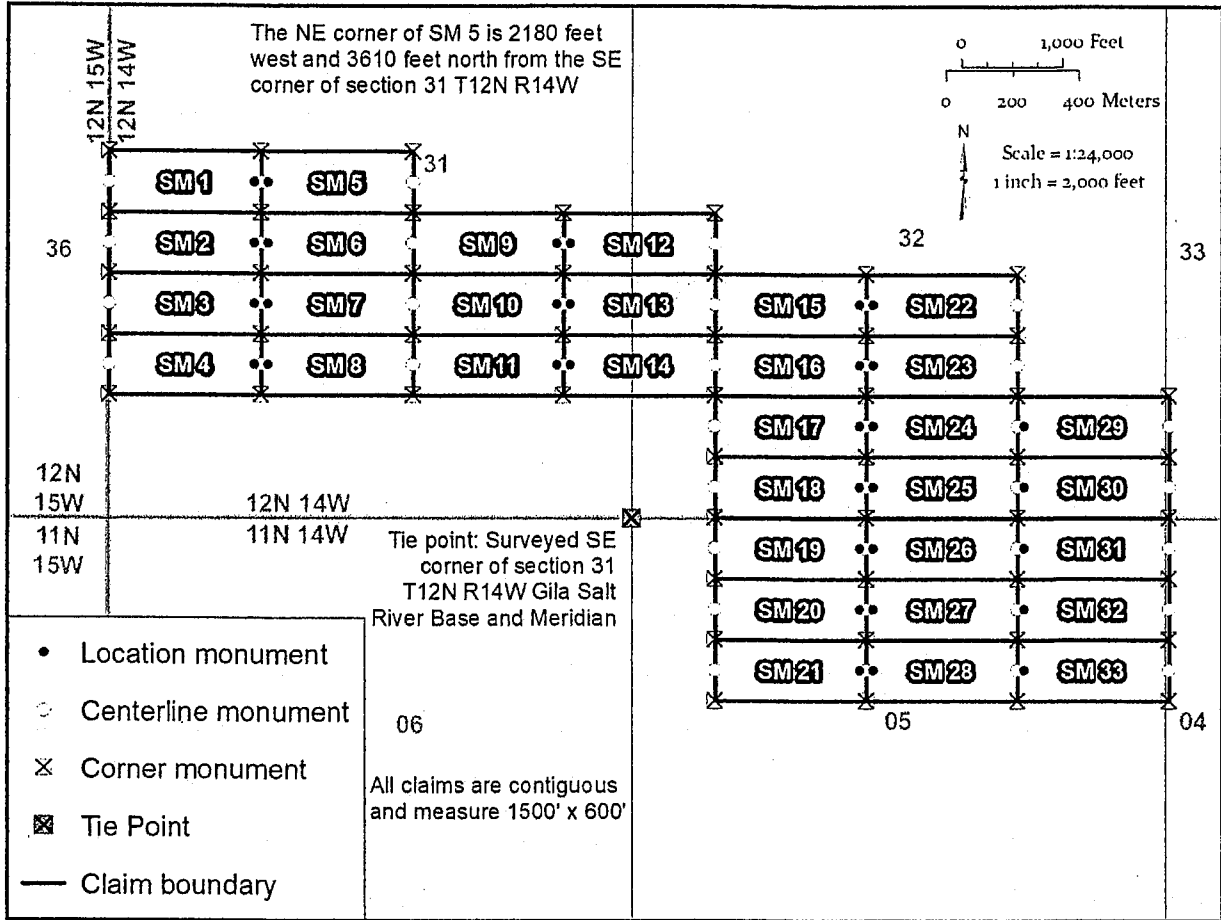 The NE corner of SM 5 is 2180 feet
west and 3610 feet north from the SE
corner of section 31 T12N R14W
0 1,000 Feet
0 200 400 Meters
N
Scale = 1:24,000
1 inch = 2,000 feet
12N 15W
12N 14W
31
SM 1 SM 5
36
SM 2 SM 6 SM 9 SM 12
32
33
SM 3 SM 7 SM 10 SM 13 SM 15 SM 22
SM 4 SM 8 SM 11 SM 14 SM 16 SM 23
SM 17 SM 24 SM 29
SM 18 SM 25 SM 30
12N
15W
12N 14W
11N
15W
11N 14W
SM 19 SM 26 SM 31
SM 20 SM 27 SM 32
SM 21 SM 28 SM 33
Tie point: Surveyed SE
corner of section 31
T12N R14W Gila Salt
River Base and Meridian
06
05
04
All claims are contiguous
and measure 1500' x 600'
Location monument
Centerline monument
Corner monument
Tie Point
Claim boundary